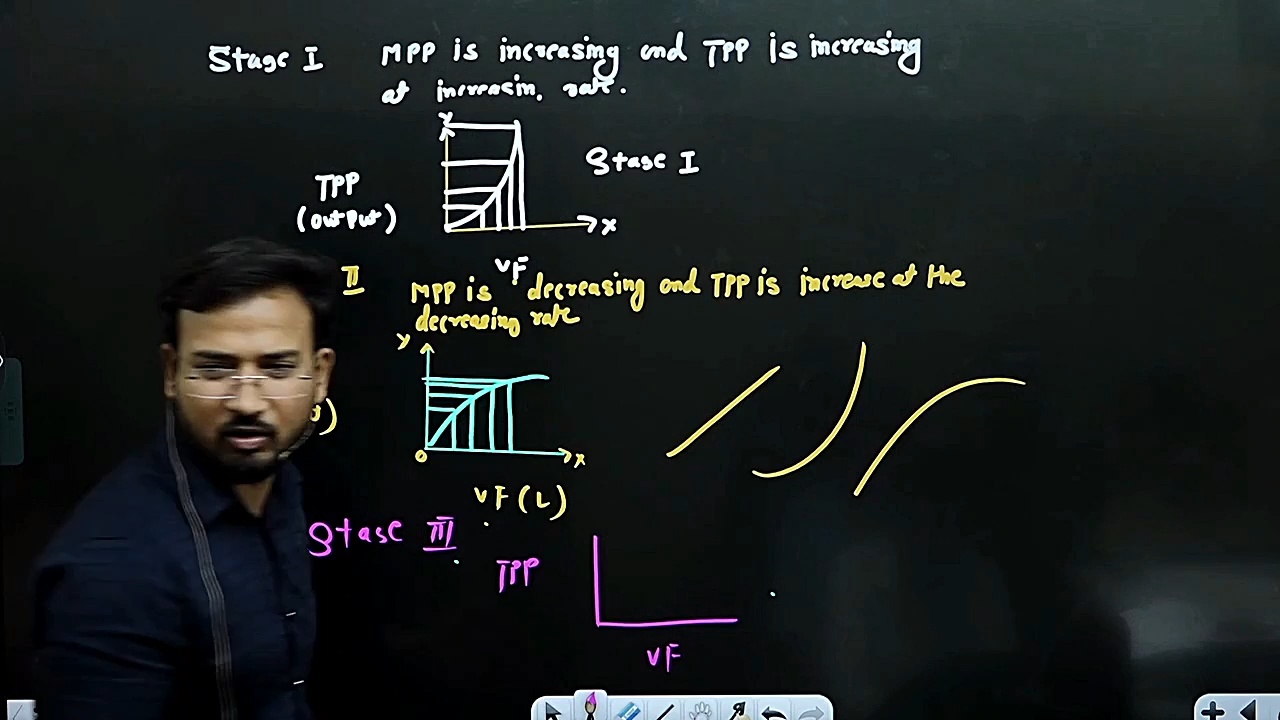 Stage I MPP is increasing and TPP is increasing
at increasin. rate.
Y
Stage I
TPP
(output)
X
VF
II MPP is decreasing and TPP is increase at the
decreasing rate
Y
)
O
X
VF (L)
Stage III
TPP
VF